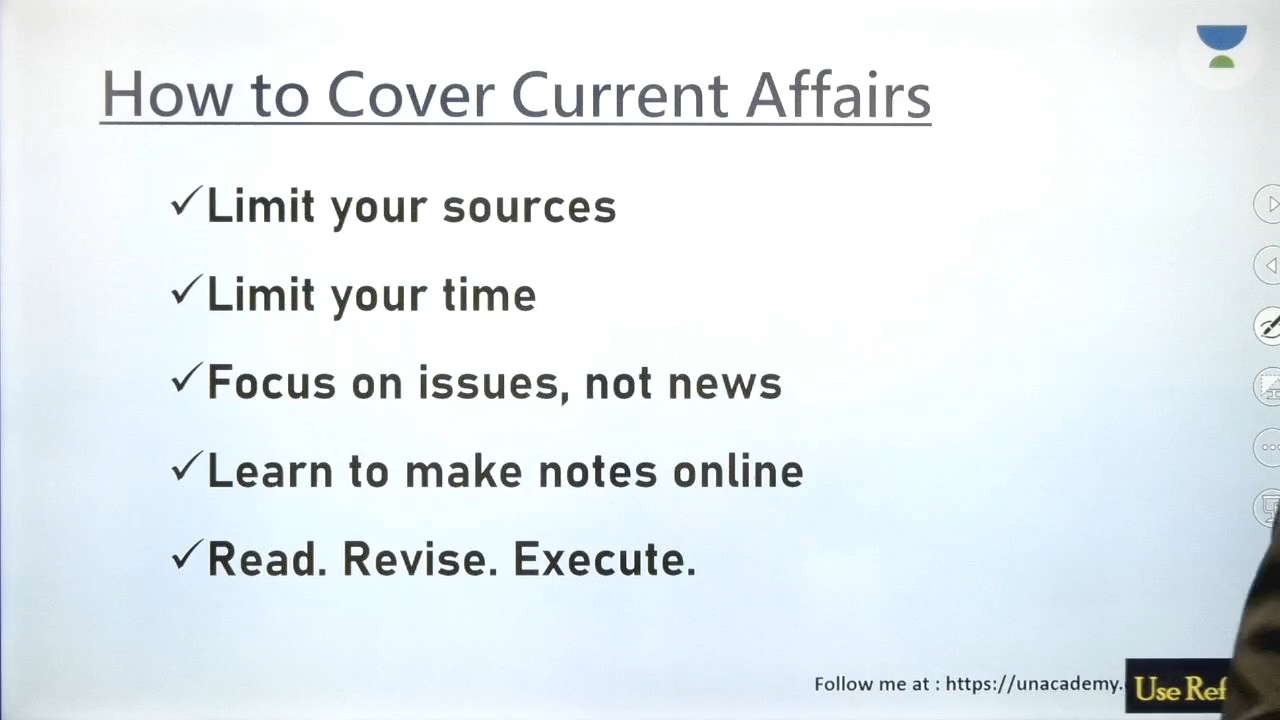 How to Cover Current Affairs
✓Limit your sources
✓Limit your time
✓Focus on issues, not news
✓Learn to make notes online
✓Read. Revise. Execute.
Follow me at : https://unacademy.
Use Ref